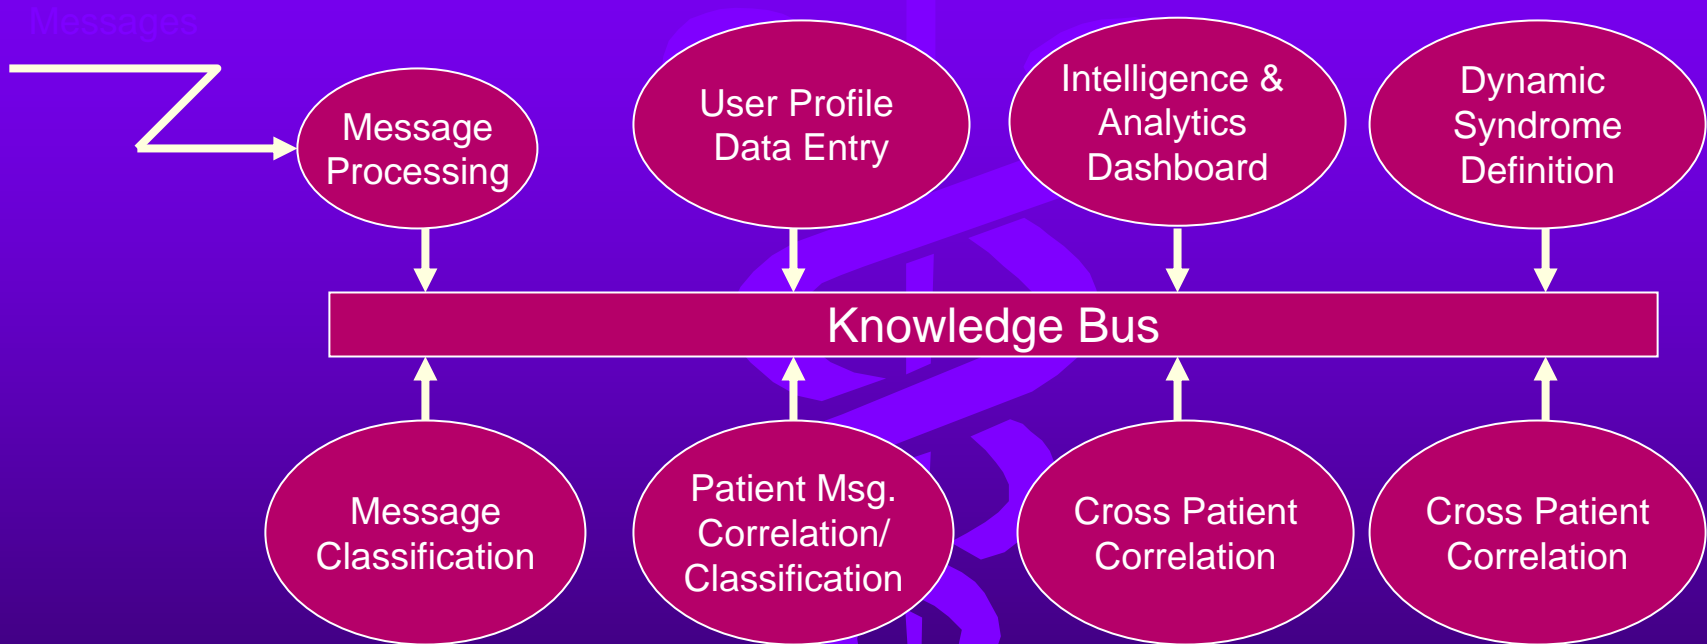 Messages
Message
Processing
User Profile
Data Entry
Intelligence &
Analytics
Dashboard
Dynamic
Syndrome
Definition
Knowledge Bus
Message
Classification
Patient Msg.
Correlation/
Classification
Cross Patient
Correlation
Cross Patient
Correlation